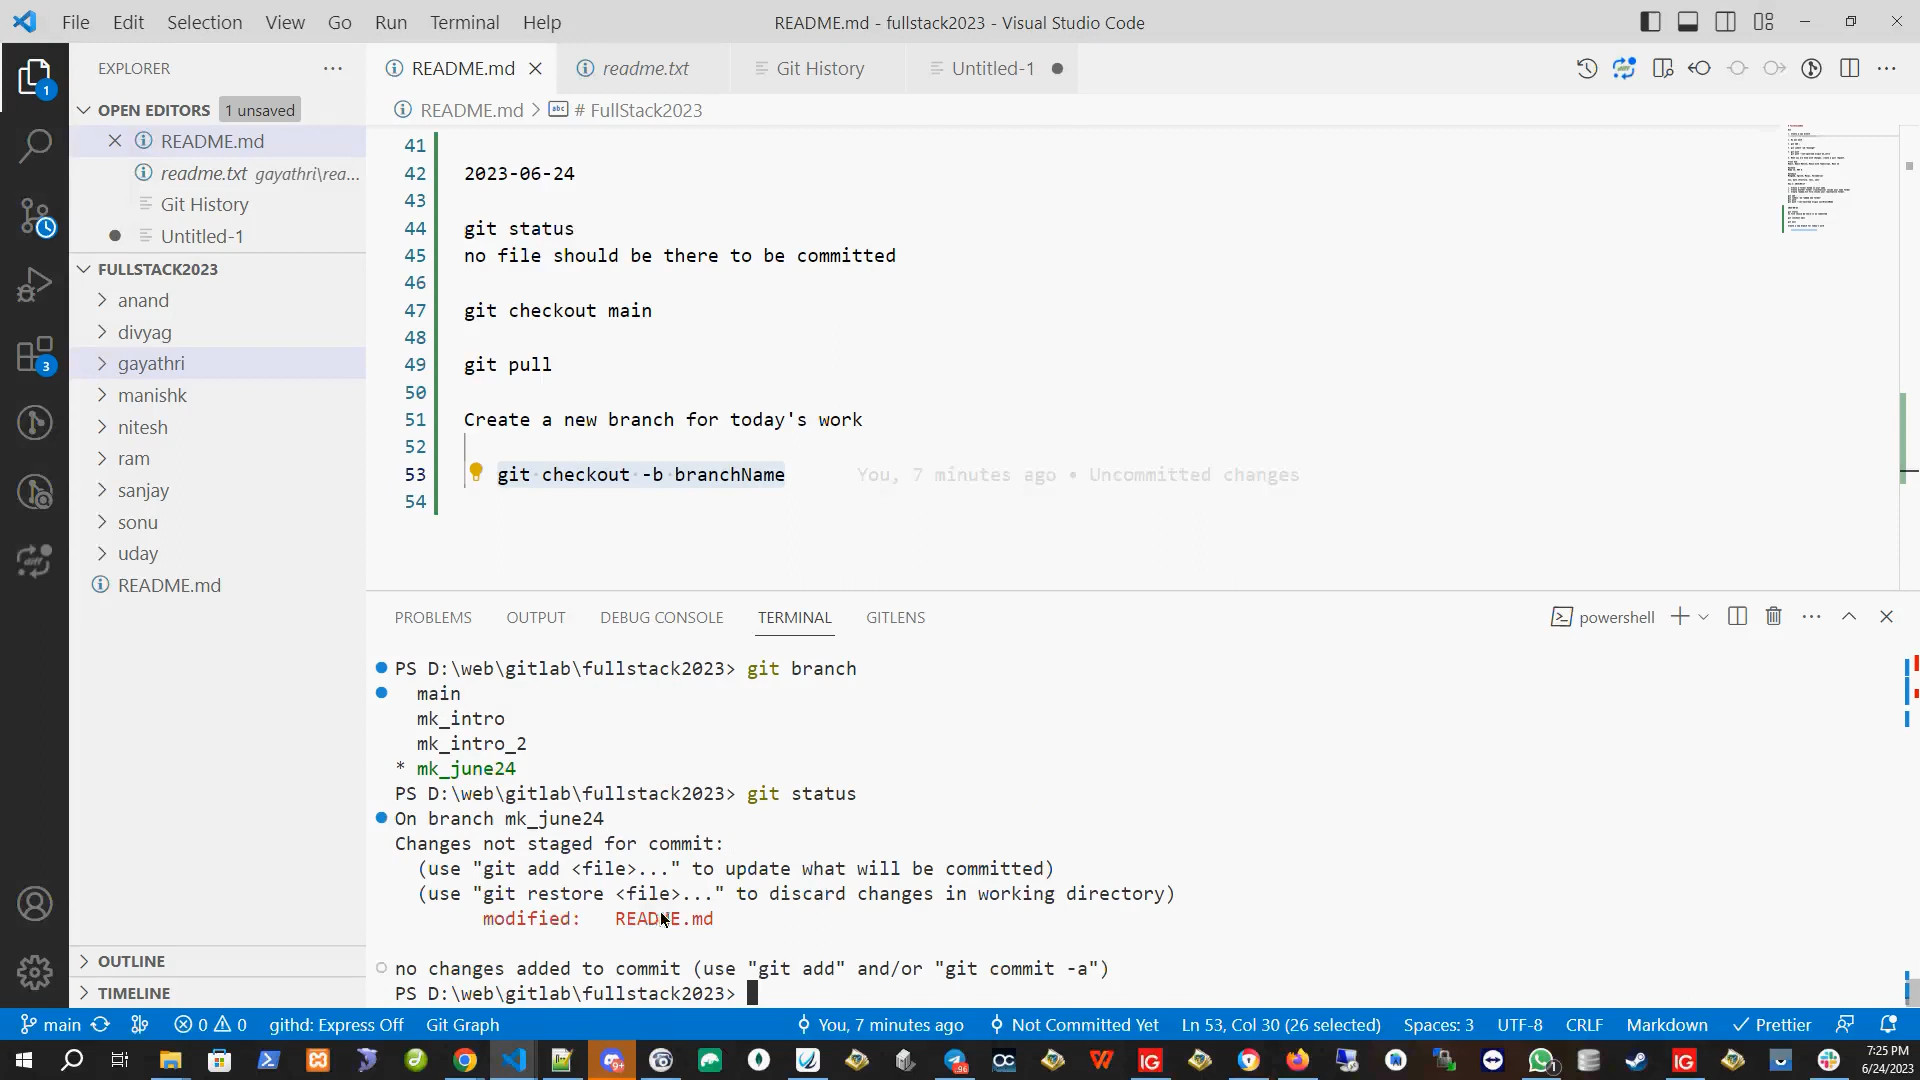 File Edit Selection View Go Run Terminal Help
README.md - fullstack2023 - Visual Studio Code
EXPLORER
OPEN EDITORS 1 unsaved
README.md
readme.txt gayathri\rea...
Git History
Untitled-1
FULLSTACK2023
anand
divyag
gayathri
manishk
nitesh
ram
sanjay
sonu
uday
README.md
OUTLINE
TIMELINE
1
3
README.md readme.txt Git History Untitled-1
README.md > # FullStack2023
41
42 2023-06-24
43
44 git status
45 no file should be there to be committed
46
47 git checkout main
48
49 git pull
50
51 Create a new branch for today's work
52
53 git checkout -b branchName You, 7 minutes ago • Uncommitted changes
54
PROBLEMS OUTPUT DEBUG CONSOLE TERMINAL GITLENS
powershell
PS D:\web\gitlab\fullstack2023> git branch
main
mk_intro
mk_intro_2
* mk_june24
PS D:\web\gitlab\fullstack2023> git status
On branch mk_june24
Changes not staged for commit:
(use "git add <file>..." to update what will be committed)
(use "git restore <file>..." to discard changes in working directory)
modified: README.md
no changes added to commit (use "git add" and/or "git commit -a")
PS D:\web\gitlab\fullstack2023>
main 0 0 githd: Express Off Git Graph You, 7 minutes ago Not Committed Yet Ln 53, Col 30 (26 selected) Spaces: 3 UTF-8 CRLF Markdown Prettier
7:25 PM
6/24/2023